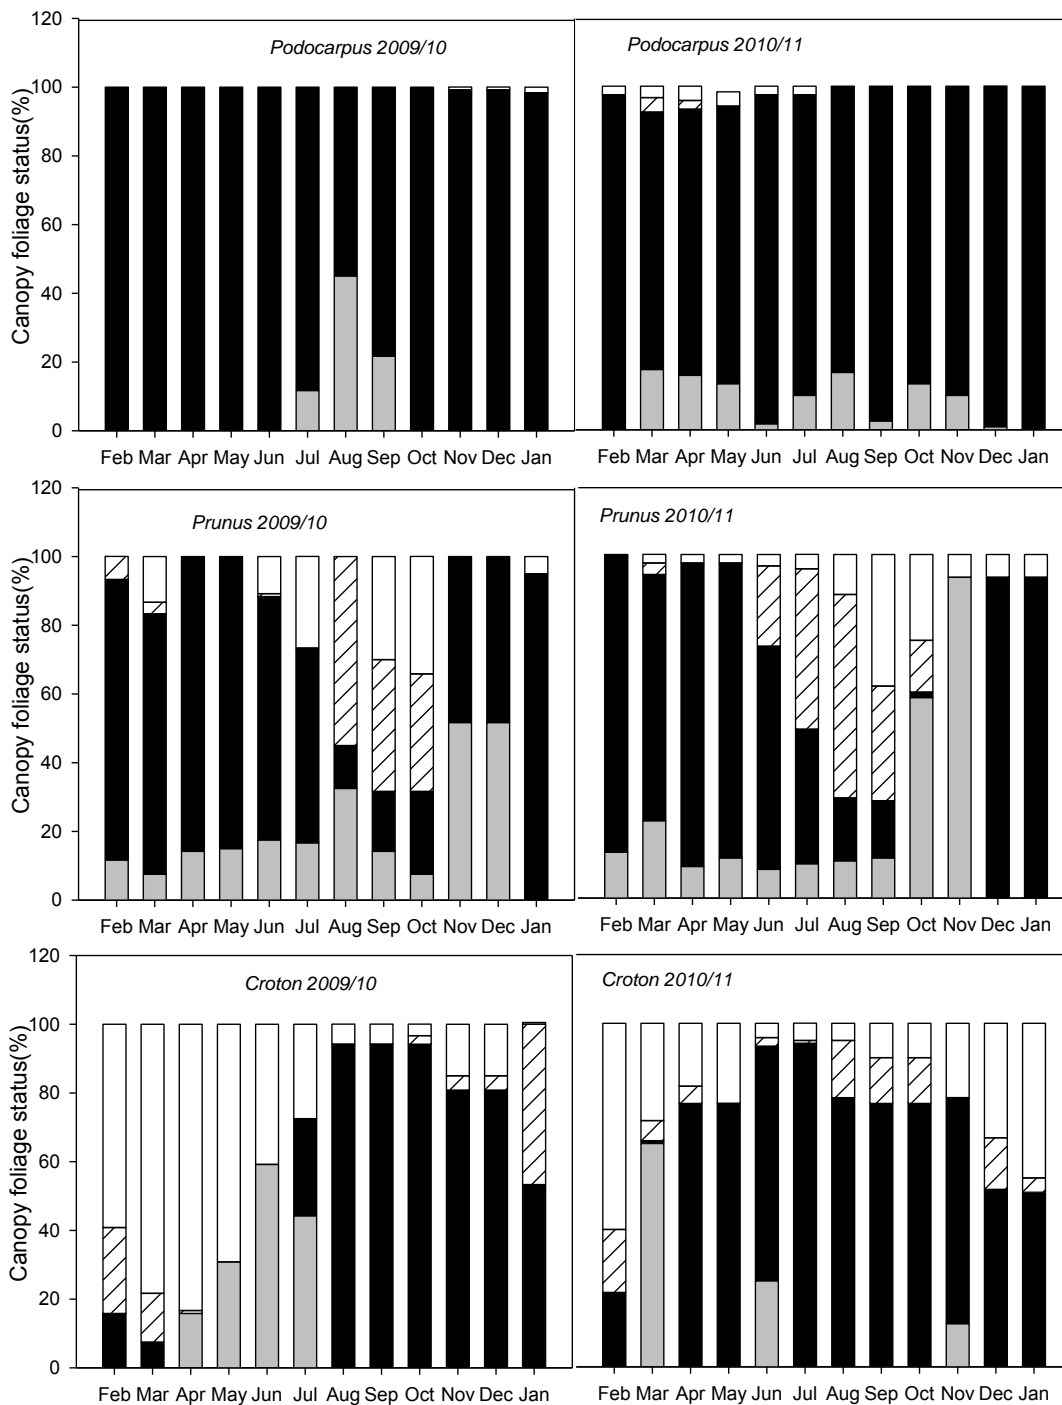 Podocarpus 2009/10
Podocarpus 2010/11
Canopy foliage status(%)
120
100
80
60
40
20
0
Feb Mar Apr May Jun Jul Aug Sep Oct Nov Dec Jan
Feb Mar Apr May Jun Jul Aug Sep Oct Nov Dec Jan
Prunus 2009/10
Prunus 2010/11
Canopy foliage status(%)
120
100
80
60
40
20
0
Feb Mar Apr May Jun Jul Aug Sep Oct Nov Dec Jan
Feb Mar Apr May Jun Jul Aug Sep Oct Nov Dec Jan
Croton 2009/10
Croton 2010/11
Canopy foliage status(%)
120
100
80
60
40
20
0
Feb Mar Apr May Jun Jul Aug Sep Oct Nov Dec Jan
Feb Mar Apr May Jun Jul Aug Sep Oct Nov Dec Jan